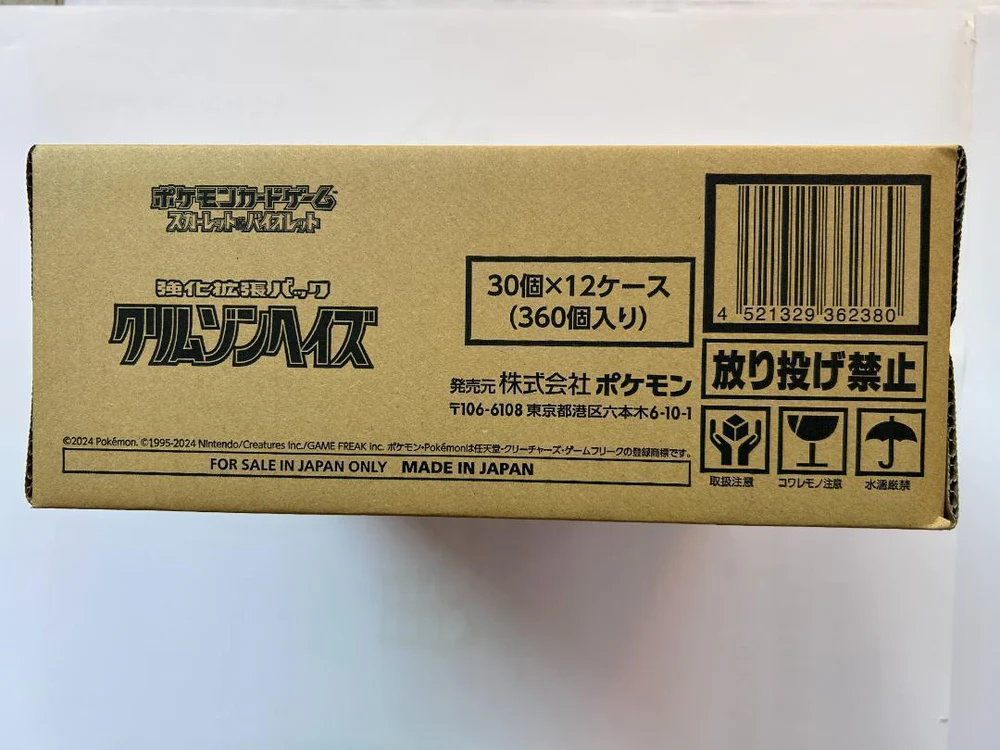 ポケモンカードゲーム
スカーレット&バイオレット
強化拡張パック
クリムゾンヘイズ
30個×12ケース
(360個入り)
4 521329 362380
発売元 株式会社 ポケモン
〒106-6108 東京都港区六本木6-10-1
放り投げ禁止
取扱注意
コワレモノ注意
水濡厳禁
©2024 Pokémon. ©1995-2024 Nintendo/Creatures Inc./GAME FREAK inc. ポケモン・Pokémonは任天堂・クリーチャーズ・ゲームフリークの登録商標です。
FOR SALE IN JAPAN ONLY MADE IN JAPAN